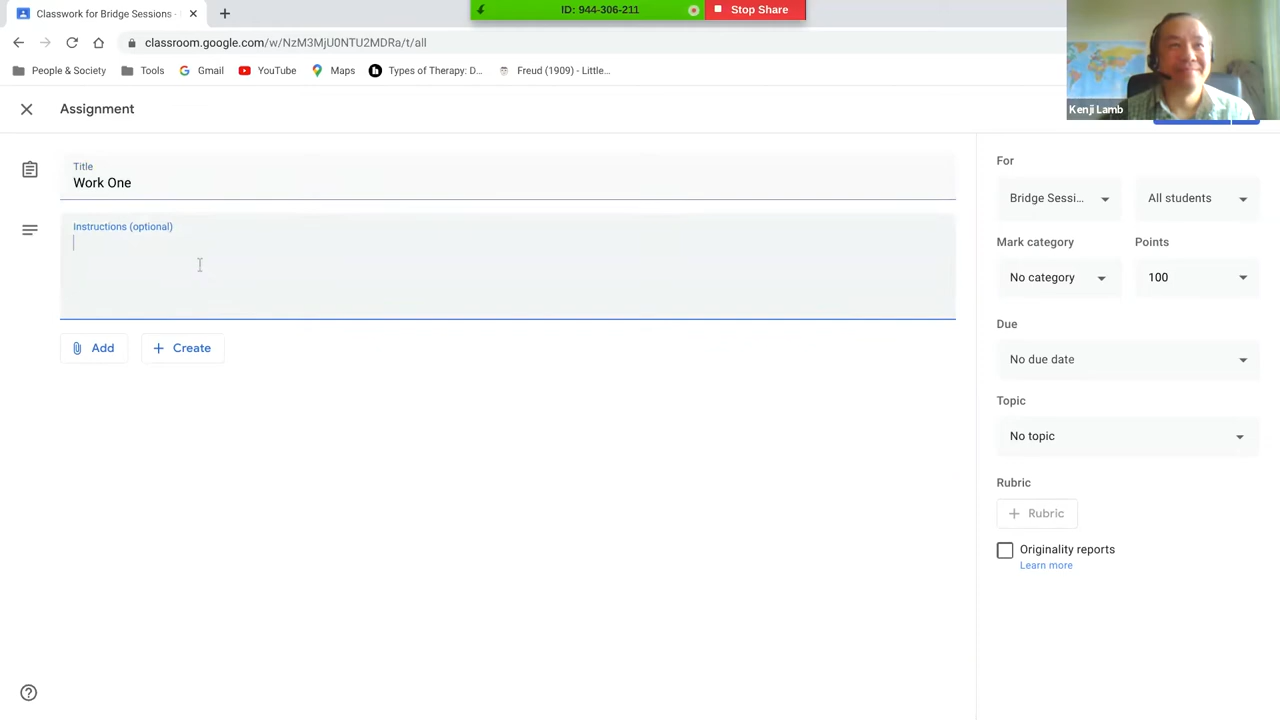 Classwork for Bridge Sessions -
ID: 944-306-211
Stop Share
classroom.google.com/w/NzM3MjU0NTU2MDRa/t/all
People & Society
Tools
Gmail
YouTube
Maps
Types of Therapy: D...
Freud (1909) - Little...
Kenji Lamb
Assignment
Title
Work One
Instructions (optional)
Add
Create
For
Bridge Sessi...
All students
Mark category
Points
No category
100
Due
No due date
Topic
No topic
Rubric
Rubric
Originality reports
Learn more